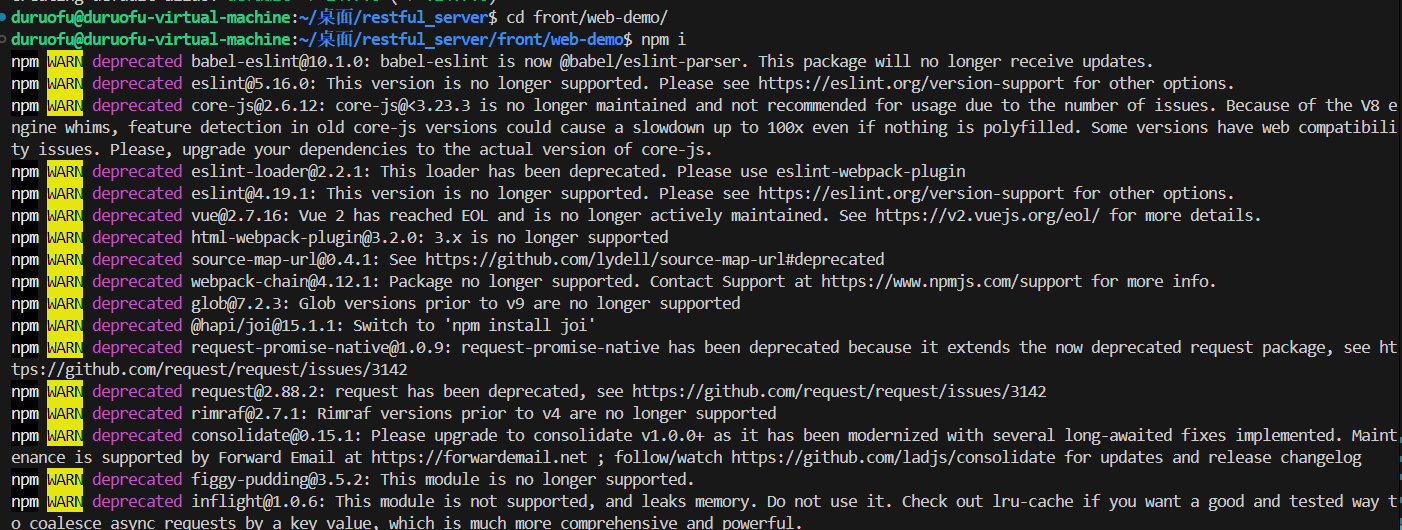 duruofu@duruofu-virtual-machine:~/桌面/restful_server$ cd front/web-demo/
duruofu@duruofu-virtual-machine:~/桌面/restful_server/front/web-demo$ npm i
npm WARN deprecated babel-eslint@10.1.0: babel-eslint is now @babel/eslint-parser. This package will no longer receive updates.
npm WARN deprecated eslint@5.16.0: This version is no longer supported. Please see https://eslint.org/version-support for other options.
npm WARN deprecated core-js@2.6.12: core-js@<3.23.3 is no longer maintained and not recommended for usage due to the number of issues. Because of the V8 e
ngine whims, feature detection in old core-js versions could cause a slowdown up to 100x even if nothing is polyfilled. Some versions have web compatibili
ty issues. Please, upgrade your dependencies to the actual version of core-js.
npm WARN deprecated eslint-loader@2.2.1: This loader has been deprecated. Please use eslint-webpack-plugin
npm WARN deprecated eslint@4.19.1: This version is no longer supported. Please see https://eslint.org/version-support for other options.
npm WARN deprecated vue@2.7.16: Vue 2 has reached EOL and is no longer actively maintained. See https://v2.vuejs.org/eol/ for more details.
npm WARN deprecated html-webpack-plugin@3.2.0: 3.x is no longer supported
npm WARN deprecated source-map-url@0.4.1: See https://github.com/lydell/source-map-url#deprecated
npm WARN deprecated webpack-chain@4.12.1: Package no longer supported. Contact Support at https://www.npmjs.com/support for more info.
npm WARN deprecated glob@7.2.3: Glob versions prior to v9 are no longer supported
npm WARN deprecated @hapi/joi@15.1.1: Switch to 'npm install joi'
npm WARN deprecated request-promise-native@1.0.9: request-promise-native has been deprecated because it extends the now deprecated request package, see ht
tps://github.com/request/request/issues/3142
npm WARN deprecated request@2.88.2: request has been deprecated, see https://github.com/request/request/issues/3142
npm WARN deprecated rimraf@2.7.1: Rimraf versions prior to v4 are no longer supported
npm WARN deprecated consolidate@0.15.1: Please upgrade to consolidate v1.0.0+ as it has been modernized with several long-awaited fixes implemented. Maint
enance is supported by Forward Email at https://forwardemail.net ; follow/watch https://github.com/ladjs/consolidate for updates and release changelog
npm WARN deprecated figgy-pudding@3.5.2: This module is no longer supported.
npm WARN deprecated inflight@1.0.6: This module is not supported, and leaks memory. Do not use it. Check out lru-cache if you want a good and tested way t
o coalesce async requests by a key value, which is much more comprehensive and powerful.